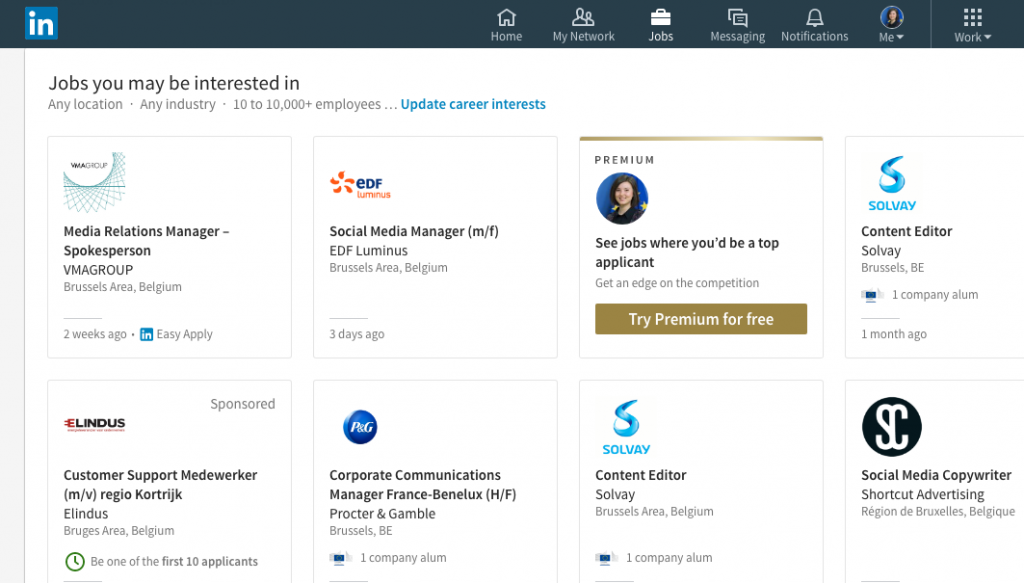 in
Home
My Network
Jobs
Messaging
Notifications
Me
Work
Jobs you may be interested in
Any location · Any industry · 10 to 10,000+ employees … Update career interests
VMAGROUP
Media Relations Manager –
Spokesperson
VMAGROUP
Brussels Area, Belgium
2 weeks ago · in Easy Apply
EDF
luminus
Social Media Manager (m/f)
EDF Luminus
Brussels Area, Belgium
3 days ago
PREMIUM
See jobs where you’d be a top
applicant
Get an edge on the competition
Try Premium for free
SOLVAY
Content Editor
Solvay
Brussels, BE
1 company alum
1 month ago
Sponsored
ELINDUS
Customer Support Medewerker
(m/v) regio Kortrijk
Elindus
Bruges Area, Belgium
Be one of the first 10 applicants
P&G
Corporate Communications
Manager France-Benelux (H/F)
Procter & Gamble
Brussels, BE
1 company alum
SOLVAY
Content Editor
Solvay
Brussels Area, Belgium
1 company alum
SC
Social Media Copywriter
Shortcut Advertising
Région de Bruxelles, Belgique